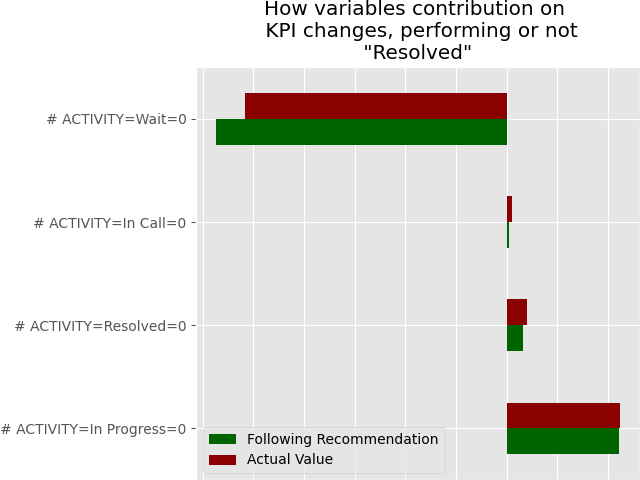 How variables contribution on
KPI changes, performing or not
"Resolved"
# ACTIVITY=Wait=0
# ACTIVITY=In Call=0
# ACTIVITY=Resolved=0
# ACTIVITY=In Progress=0
Following Recommendation
Actual Value